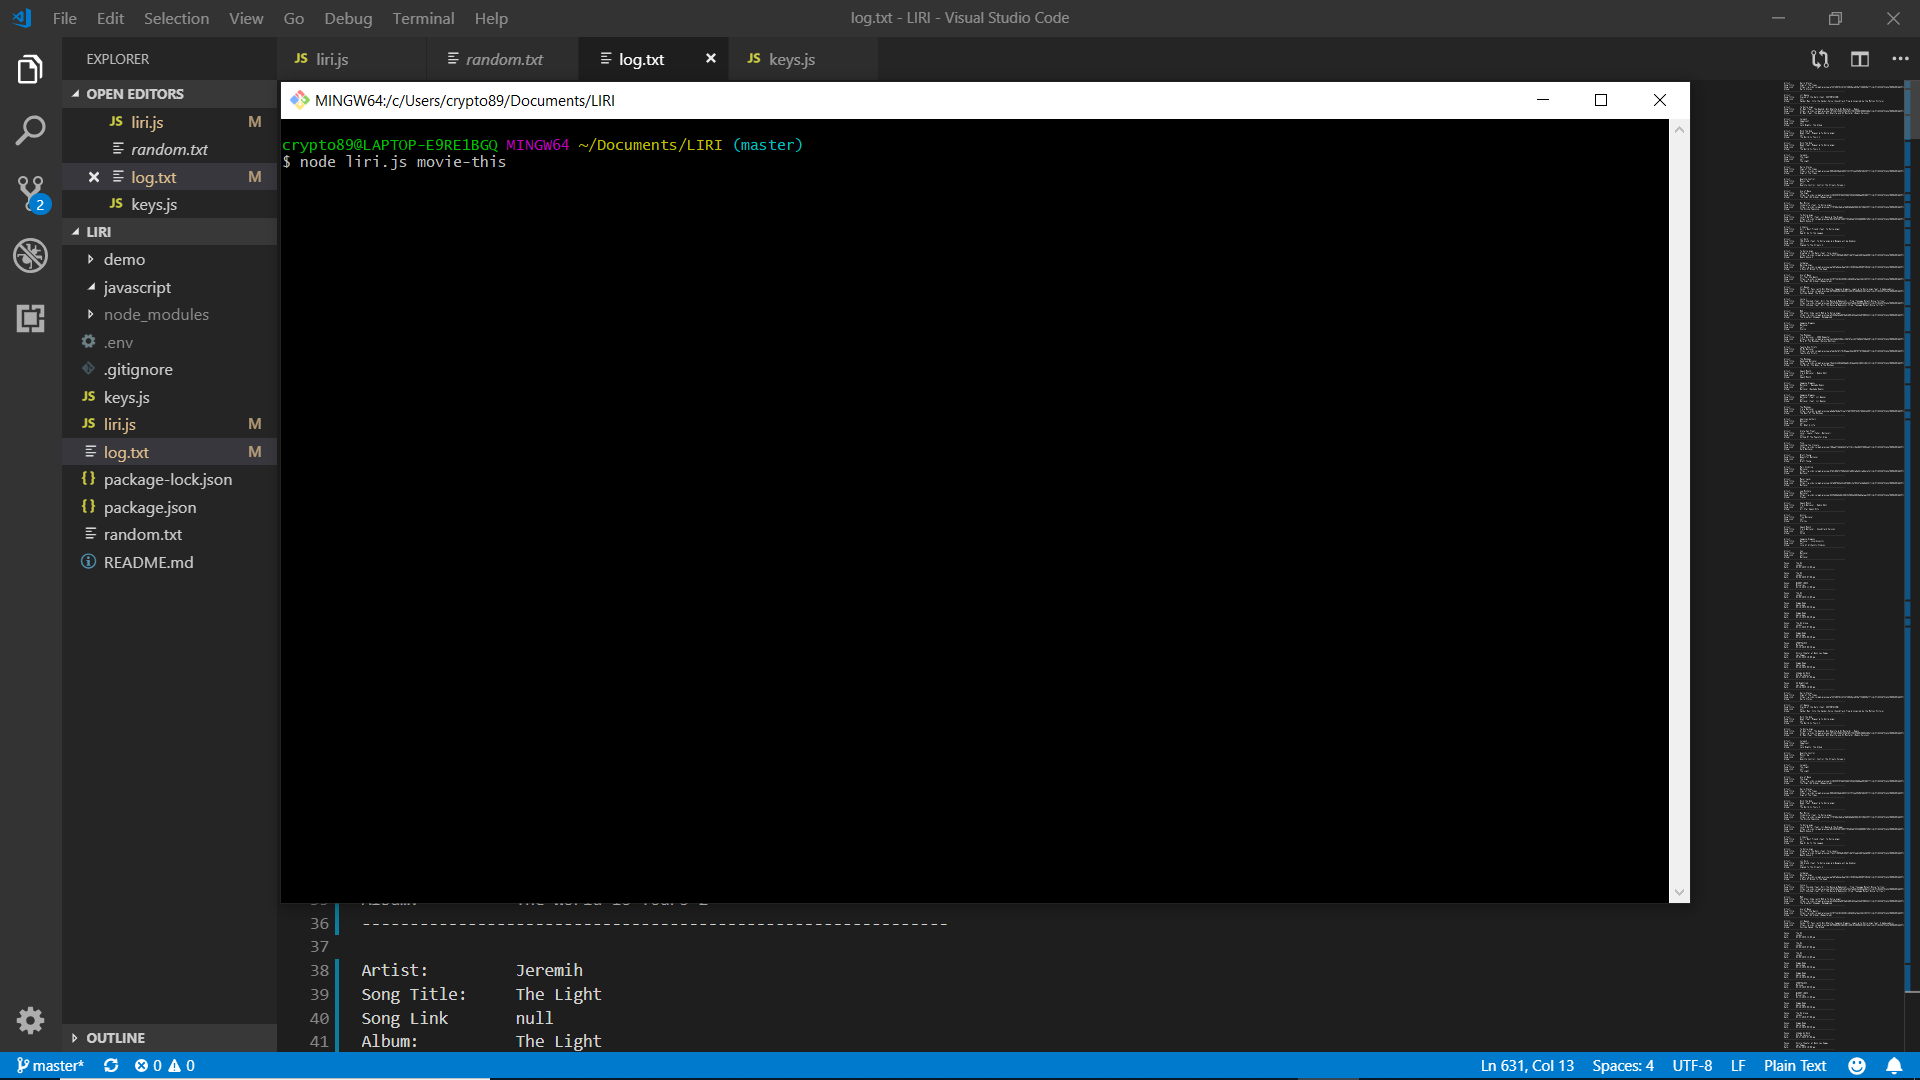 File Edit Selection View Go Debug Terminal Help
log.txt - LIRI - Visual Studio Code
EXPLORER
JS liri.js
random.txt
log.txt
JS keys.js
OPEN EDITORS
JS liri.js M
random.txt
log.txt M
JS keys.js
2
LIRI
demo
javascript
node_modules
.env
.gitignore
JS keys.js
JS liri.js M
log.txt M
{} package-lock.json
{} package.json
random.txt
README.md
OUTLINE
MINGW64:/c/Users/crypto89/Documents/LIRI
crypto89@LAPTOP-E9RE1BGQ MINGW64 ~/Documents/LIRI (master)
$ node liri.js movie-this
36 -------------------------------------------------------------
37
38 Artist: Jeremih
39 Song Title: The Light
40 Song Link null
41 Album: The Light
master* 0 0
Ln 631, Col 13 Spaces: 4 UTF-8 LF Plain Text